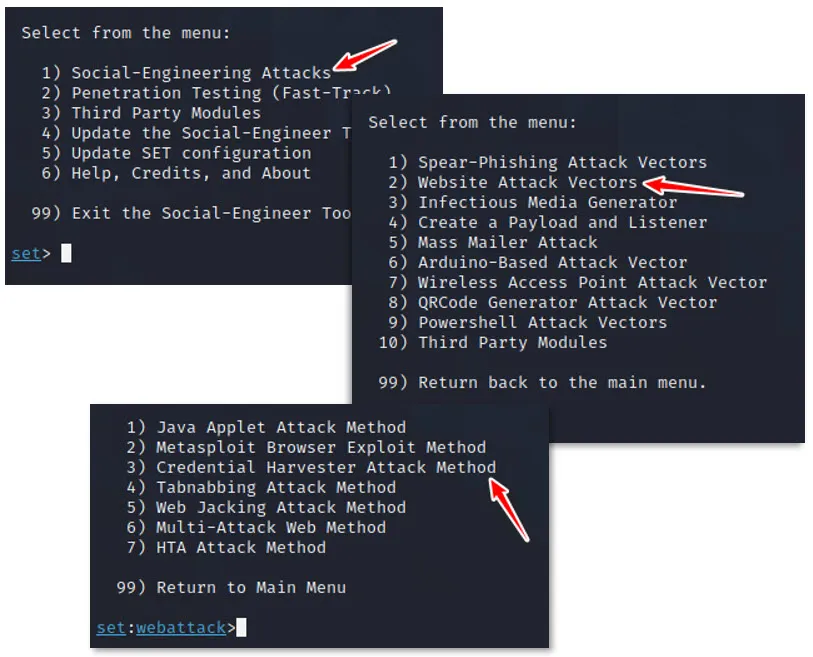 Select from the menu:
1) Social-Engineering Attacks
2) Penetration Testing (Fast-Track)
3) Third Party Modules
4) Update the Social-Engineer T
5) Update SET configuration
6) Help, Credits, and About
99) Exit the Social-Engineer Too
set>
Select from the menu:
1) Spear-Phishing Attack Vectors
2) Website Attack Vectors
3) Infectious Media Generator
4) Create a Payload and Listener
5) Mass Mailer Attack
6) Arduino-Based Attack Vector
7) Wireless Access Point Attack Vector
8) QRCode Generator Attack Vector
9) Powershell Attack Vectors
10) Third Party Modules
99) Return back to the main menu.
1) Java Applet Attack Method
2) Metasploit Browser Exploit Method
3) Credential Harvester Attack Method
4) Tabnabbing Attack Method
5) Web Jacking Attack Method
6) Multi-Attack Web Method
7) HTA Attack Method
99) Return to Main Menu
set:webattack>